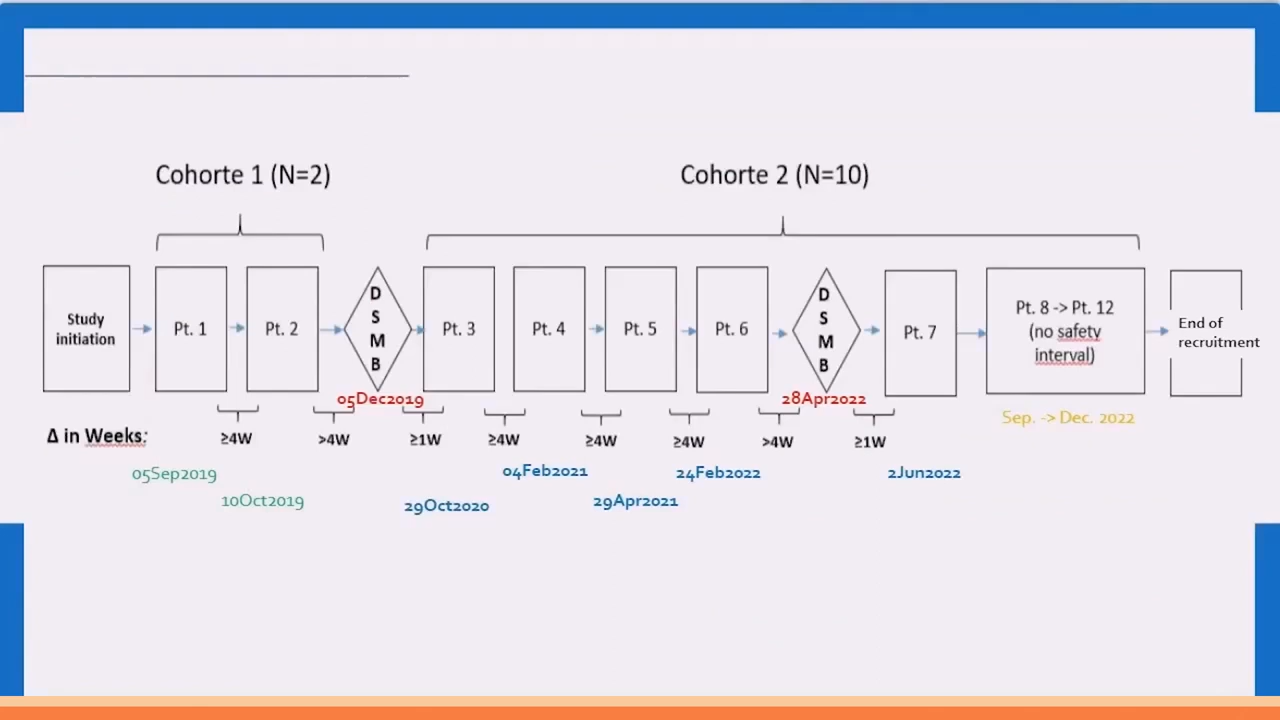 Cohorte 1 (N=2)
Cohorte 2 (N=10)
Study
initiation
Pt. 1
Pt. 2
D
S
M
B
Pt. 3
Pt. 4
Pt. 5
Pt. 6
D
S
M
B
Pt. 7
Pt. 8 -> Pt. 12
(no safety
interval)
End of
recruitment
05Dec2019
28Apr2022
Sep. -> Dec. 2022
Δ in Weeks:
≥4W
>4W
≥1W
≥4W
≥4W
≥4W
>4W
≥1W
05Sep2019
10Oct2019
29Oct2020
04Feb2021
29Apr2021
24Feb2022
2Jun2022